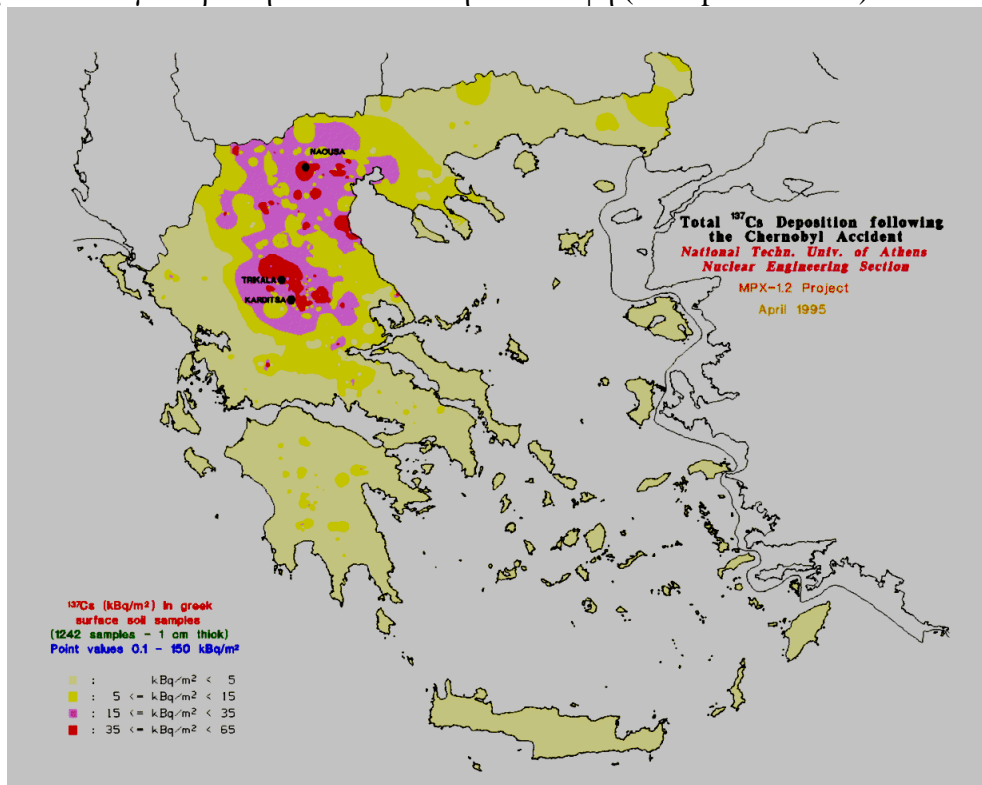 NAOUSA
Total ¹³⁷Cs Deposition following
the Chernobyl Accident
National Techn. Univ. of Athens
Nuclear Engineering Section
MPX-1.2 Project
April 1995
TRIKALA
KARDITSA
¹³⁷Cs (kBq/m²) in greek
surface soil samples
(1242 samples - 1 cm thick)
Point values 0.1 - 150 kBq/m²
: kBq/m² < 5
: 5 <= kBq/m² < 15
: 15 <= kBq/m² < 35
: 35 <= kBq/m² < 65